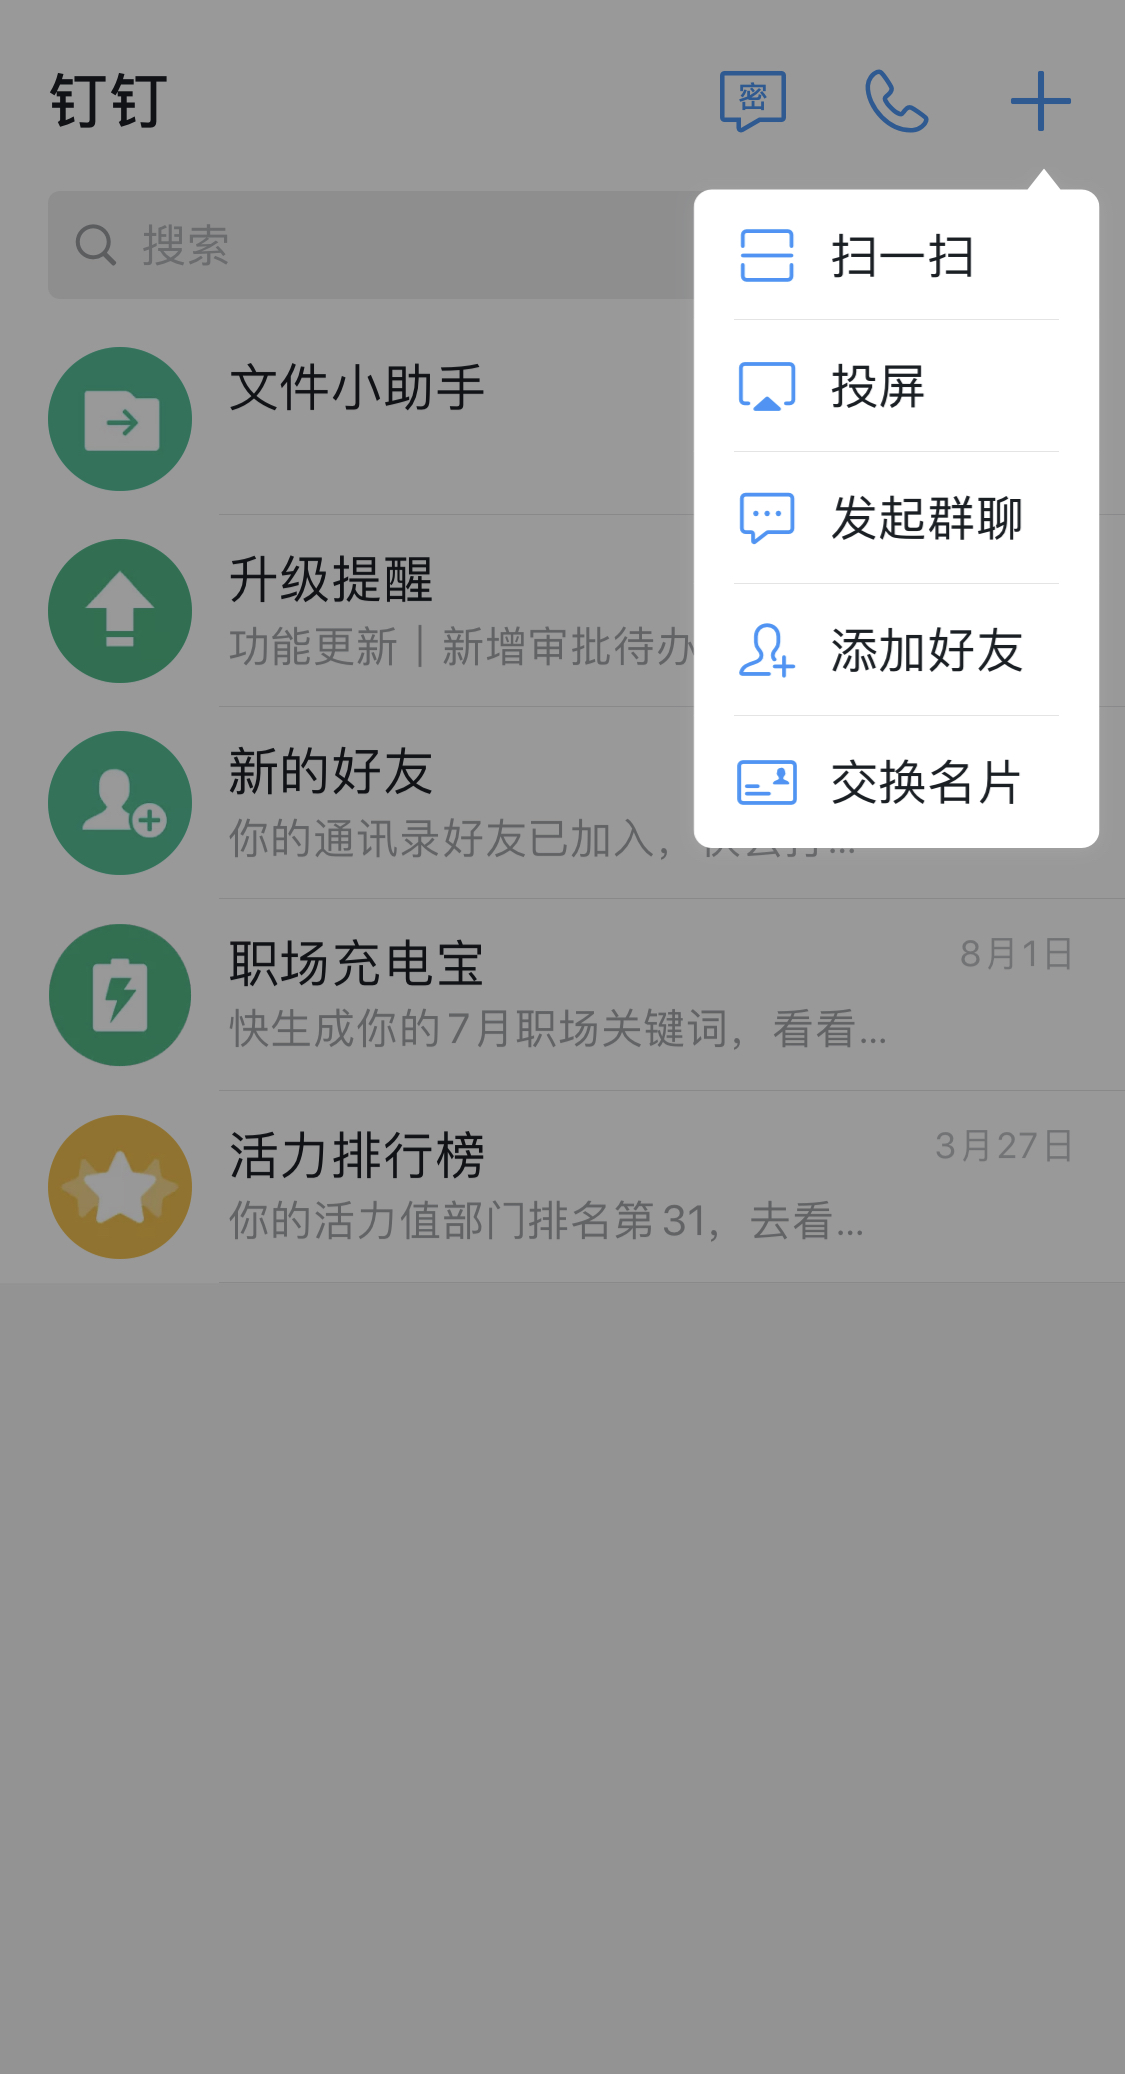 钉钉
密
搜索
扫一扫
投屏
发起群聊
添加好友
交换名片
文件小助手
升级提醒
功能更新｜新增审批待办
新的好友
你的通讯录好友已加入，
职场充电宝
8月1日
快生成你的7月职场关键词，看看...
活力排行榜
3月27日
你的活力值部门排名第31，去看...